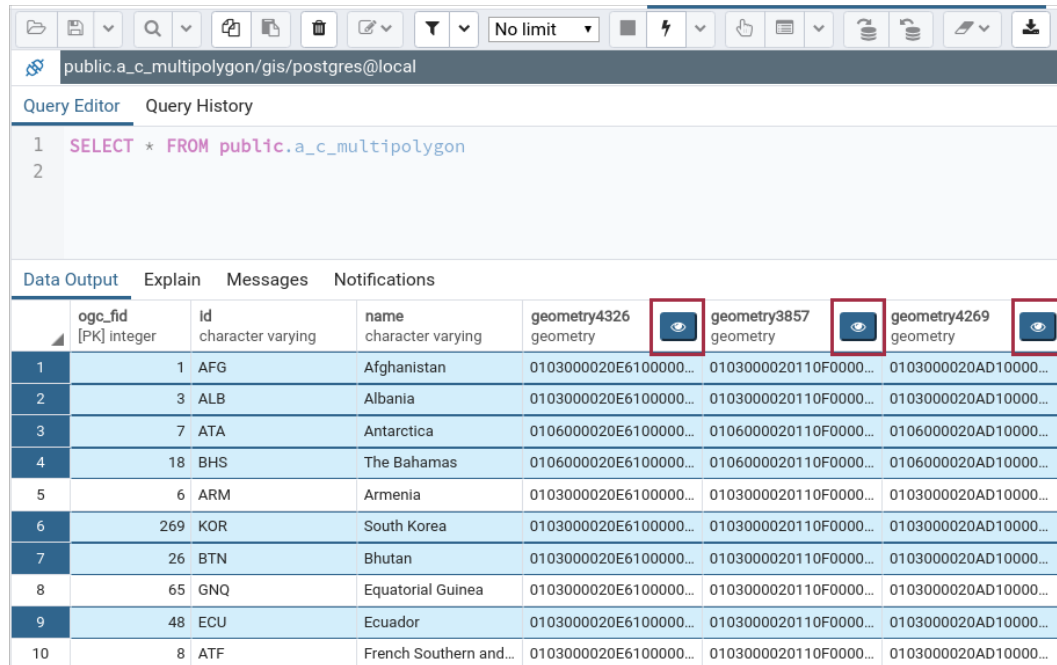 No limit
public.a_c_multipolygon/gis/postgres@local
Query Editor Query History
1 SELECT * FROM public.a_c_multipolygon
2
Data Output Explain Messages Notifications
ogc_fid id name geometry4326 geometry3857 geometry4269
[PK] integer character varying character varying geometry geometry geometry
1 1 AFG Afghanistan 0103000020E6100000... 0103000020110F0000... 0103000020AD10000...
2 3 ALB Albania 0103000020E6100000... 0103000020110F0000... 0103000020AD10000...
3 7 ATA Antarctica 0106000020E6100000... 0106000020110F0000... 0106000020AD10000...
4 18 BHS The Bahamas 0106000020E6100000... 0106000020110F0000... 0106000020AD10000...
5 6 ARM Armenia 0103000020E6100000... 0103000020110F0000... 0103000020AD10000...
6 269 KOR South Korea 0103000020E6100000... 0103000020110F0000... 0103000020AD10000...
7 26 BTN Bhutan 0103000020E6100000... 0103000020110F0000... 0103000020AD10000...
8 65 GNQ Equatorial Guinea 0103000020E6100000... 0103000020110F0000... 0103000020AD10000...
9 48 ECU Ecuador 0103000020E6100000... 0103000020110F0000... 0103000020AD10000...
10 8 ATF French Southern and... 0103000020E6100000... 0103000020110F0000... 0103000020AD10000...